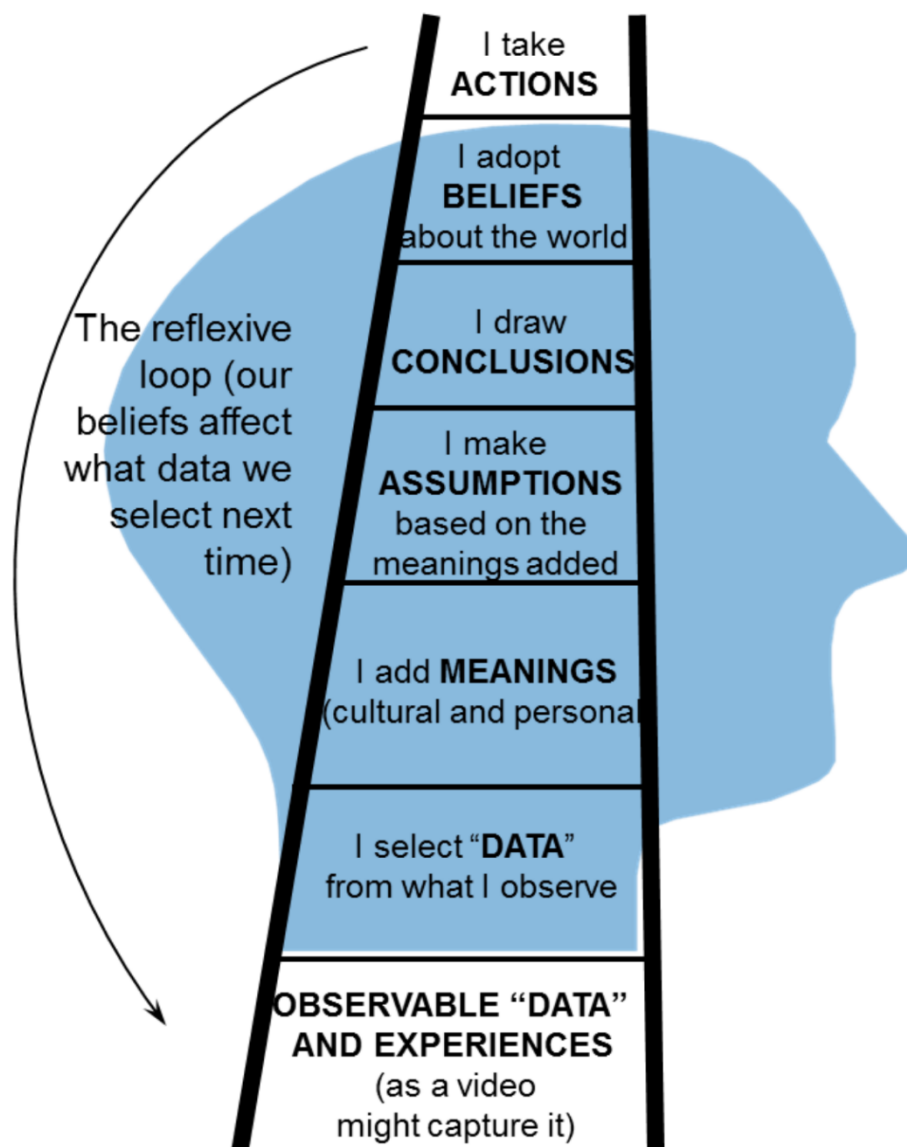 I take
ACTIONS
I adopt
BELIEFS
about the world
I draw
CONCLUSIONS
I make
ASSUMPTIONS
based on the
meanings added
I add MEANINGS
(cultural and personal
I select “DATA”
from what I observe
OBSERVABLE “DATA”
AND EXPERIENCES
(as a video
might capture it)
The reflexive
loop (our
beliefs affect
what data we
select next
time)